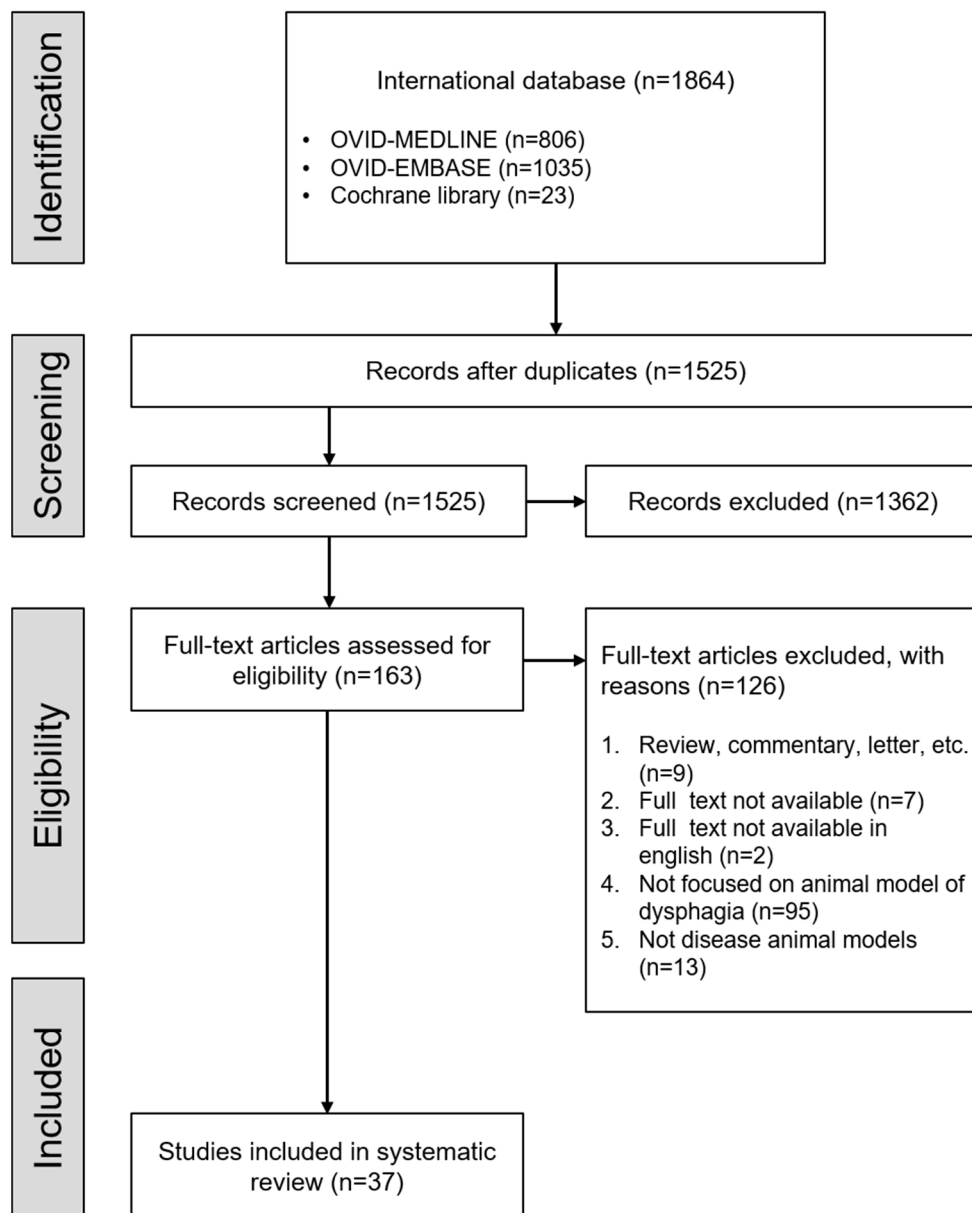 Identification
International database (n=1864)
• OVID-MEDLINE (n=806)
• OVID-EMBASE (n=1035)
• Cochrane library (n=23)
Screening
Records after duplicates (n=1525)
Records screened (n=1525)
Records excluded (n=1362)
Eligibility
Full-text articles assessed for
eligibility (n=163)
Full-text articles excluded, with
reasons (n=126)
1. Review, commentary, letter, etc.
(n=9)
2. Full text not available (n=7)
3. Full text not available in
english (n=2)
4. Not focused on animal model of
dysphagia (n=95)
5. Not disease animal models
(n=13)
Included
Studies included in systematic
review (n=37)